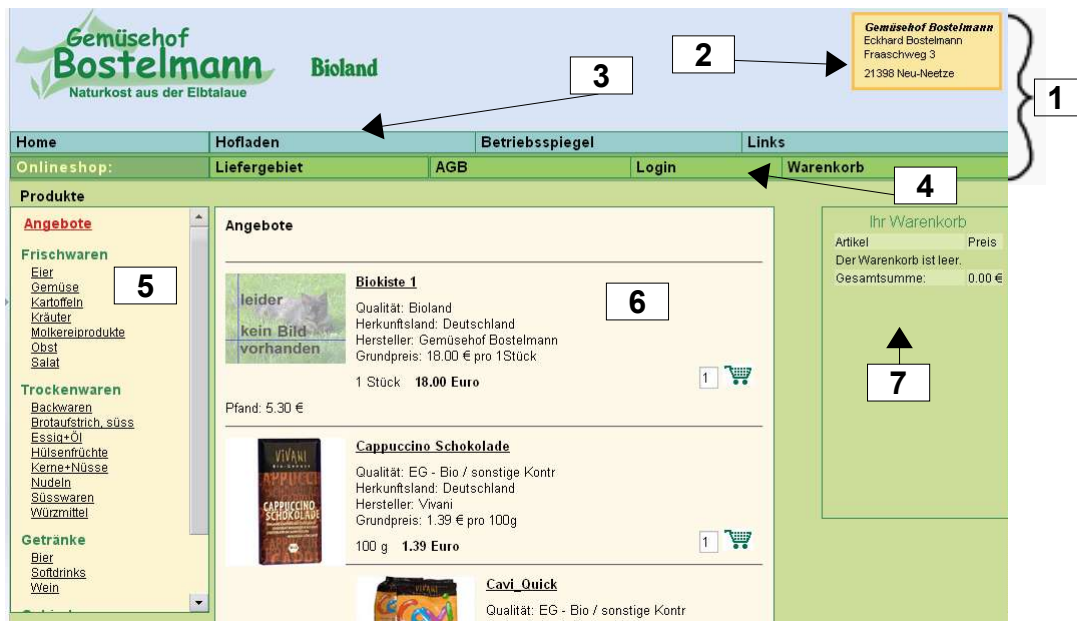 Gemüsehof
Bostelmann
Naturkost aus der Elbtalaue
Bioland
Gemüsehof Bostelmann
Eckhard Bostelmann
Fraaschweg 3
21398 Neu-Neetze
1
2
3
Home Hofladen Betriebsspiegel Links
Onlineshop: Liefergebiet AGB Login Warenkorb
4
Produkte
Angebote
Frischwaren
Eier
Gemüse
Kartoffeln
Kräuter
Molkereiprodukte
Obst
Salat
Trockenwaren
Backwaren
Brotaufstrich, süss
Essig+Öl
Hülsenfrüchte
Kerne+Nüsse
Nudeln
Süsswaren
Würzmittel
Getränke
Bier
Softdrinks
Wein
5
Angebote
leider
kein Bild
vorhanden
Biokiste 1
Qualität: Bioland
Herkunftsland: Deutschland
Hersteller: Gemüsehof Bostelmann
Grundpreis: 18.00 € pro 1Stück
1 Stück 18.00 Euro
1
Pfand: 5.30 €
6
VIVANI
CAPPUCCINO
SCHOKOLADE
Cappuccino Schokolade
Qualität: EG - Bio / sonstige Kontr
Herkunftsland: Deutschland
Hersteller: Vivani
Grundpreis: 1.39 € pro 100g
100 g 1.39 Euro
1
Cavi_Quick
Qualität: EG - Bio / sonstige Kontr
Ihr Warenkorb
Artikel Preis
Der Warenkorb ist leer.
Gesamtsumme: 0.00 €
7